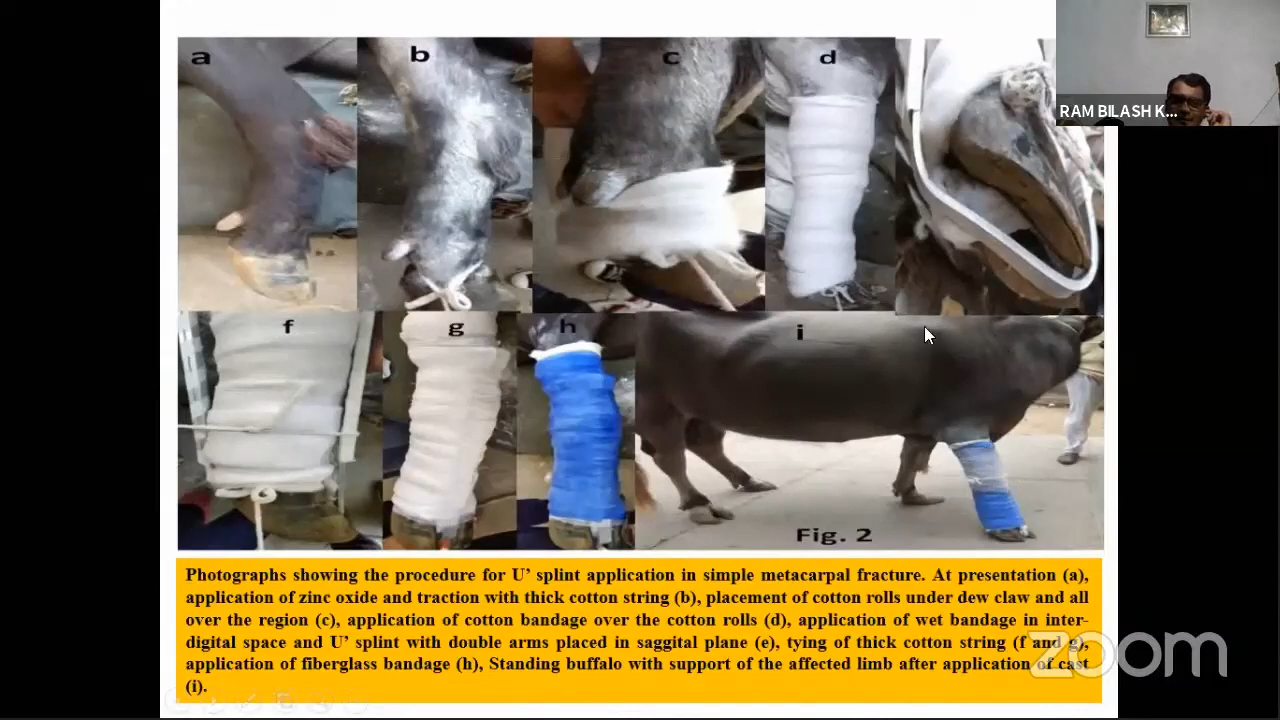 a
b
c
d
RAM BILASH K...
f
g
h
i
Fig. 2
Photographs showing the procedure for U' splint application in simple metacarpal fracture. At presentation (a),
application of zinc oxide and traction with thick cotton string (b), placement of cotton rolls under dew claw and all
over the region (c), application of cotton bandage over the cotton rolls (d), application of wet bandage in inter-
digital space and U' splint with double arms placed in saggital plane (e), tying of thick cotton string (f and g),
application of fiberglass bandage (h), Standing buffalo with support of the affected limb after application of cast
(i).
zoom